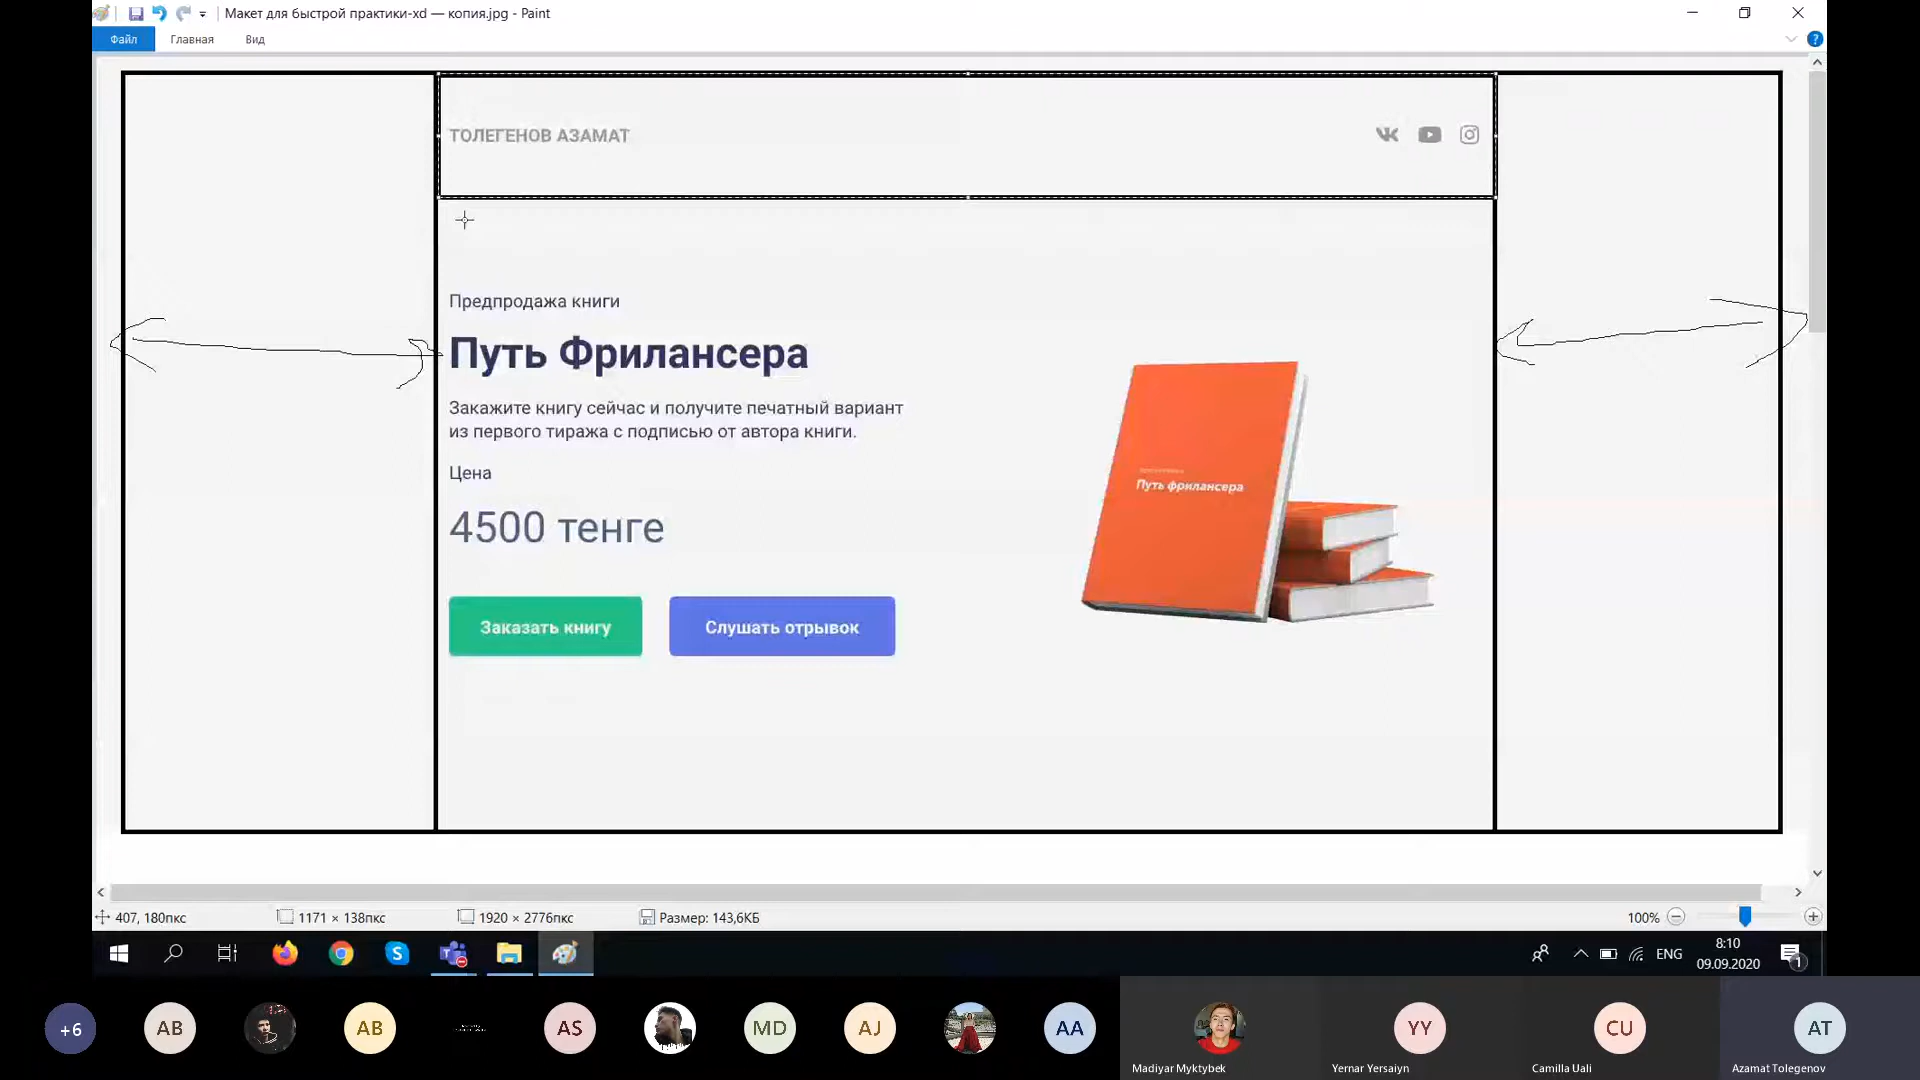 Макет для быстрой практики-xd — копия.jpg - Paint
Файл
Главная
Вид
?
ТОЛЕГЕНОВ АЗАМАТ
Предпродажа книги
Путь Фрилансера
Закажите книгу сейчас и получите печатный вариант
из первого тиража с подписью от автора книги.
Цена
4500 тенге
Заказать книгу
Слушать отрывок
Путь фрилансера
407, 180пкс
1171 × 138пкс
1920 × 2776пкс
Размер: 143,6КБ
100%
ENG
8:10
09.09.2020
1
+6
AB
AB
AS
MD
AJ
AA
YY
CU
AT
Madiyar Myktybek
Yernar Yersaiyn
Camilla Uali
Azamat Tolegenov